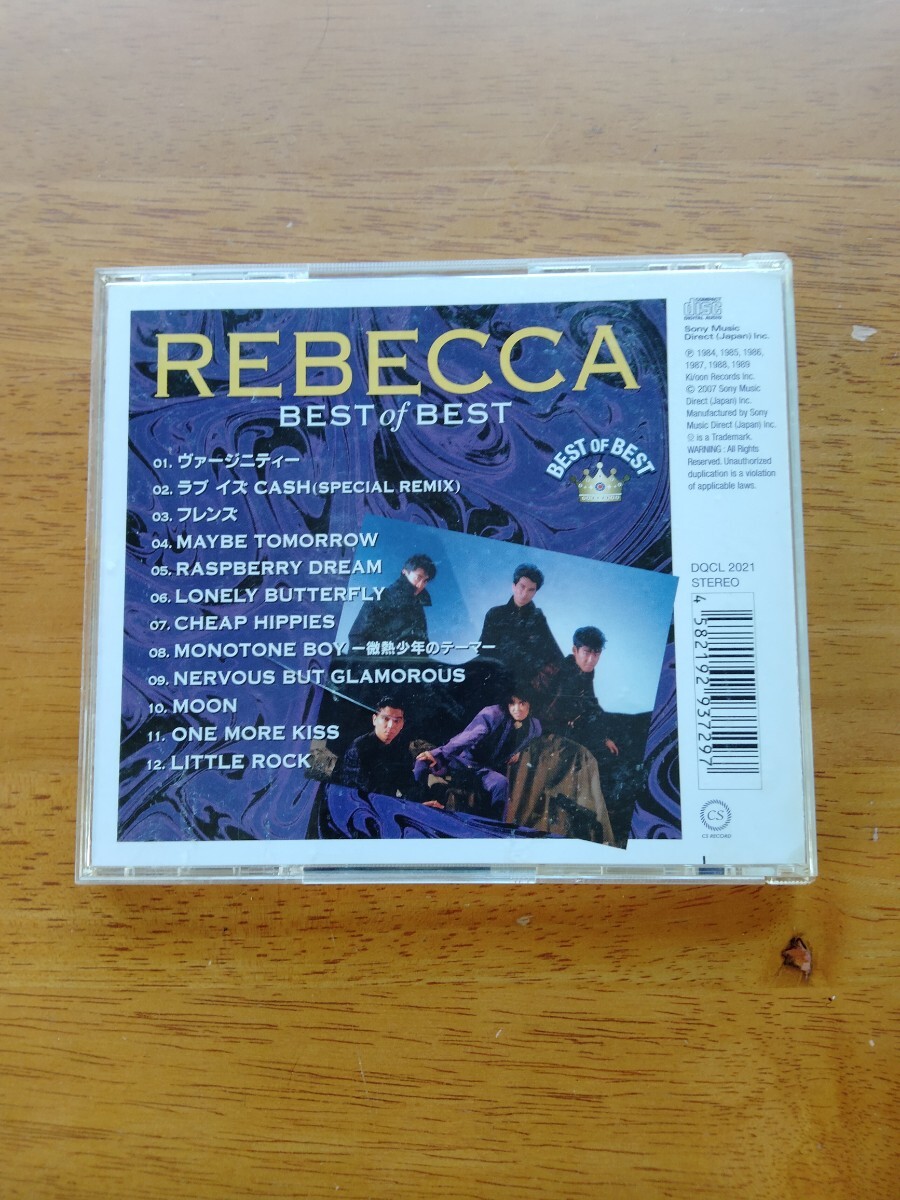 REBECCA
BEST of BEST
BEST OF BEST
01. ヴァージニティー
02. ラブ イズ CASH (SPECIAL REMIX)
03. フレンズ
04. MAYBE TOMORROW
05. RASPBERRY DREAM
06. LONELY BUTTERFLY
07. CHEAP HIPPIES
08. MONOTONE BOY ー微熱少年のテーマー
09. NERVOUS BUT GLAMOROUS
10. MOON
11. ONE MORE KISS
12. LITTLE ROCK
COMPACT
disc
DIGITAL AUDIO
Sony Music
Direct (Japan) Inc.
Ⓟ 1984, 1985, 1986,
1987, 1988, 1989
Ki/oon Records Inc.
© 2007 Sony Music
Direct (Japan) Inc.
Manufactured by Sony
Music Direct (Japan) Inc.
is a Trademark.
WARNING : All Rights
Reserved. Unauthorized
duplication is a violation
of applicable laws.
DQCL 2021
STEREO
4 582192 937297
CS
CS RECORD